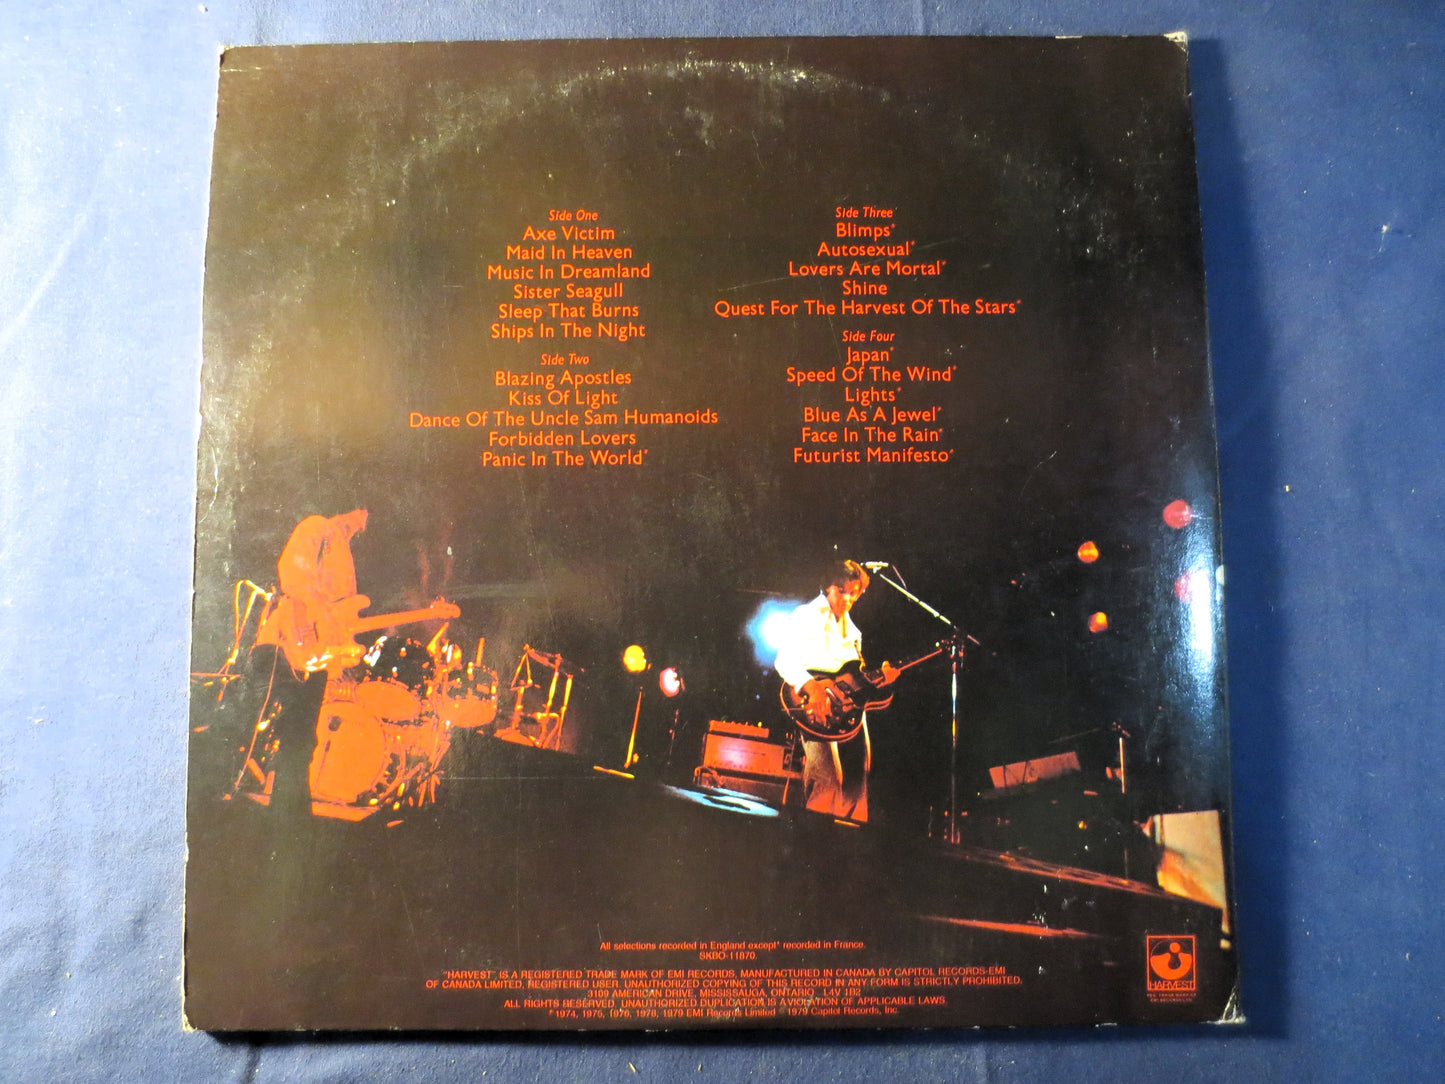 Side One
Axe Victim
Maid In Heaven
Music In Dreamland
Sister Seagull
Sleep That Burns
Ships In The Night
Side Two
Blazing Apostles
Kiss Of Light
Dance Of The Uncle Sam Humanoids
Forbidden Lovers
Panic In The World*
Side Three
Blimps*
Autosexual*
Lovers Are Mortal*
Shine
Quest For The Harvest Of The Stars*
Side Four
Japan*
Speed Of The Wind*
Lights*
Blue As A Jewel*
Face In The Rain*
Futurist Manifesto*
All selections recorded in England except* recorded in France.
SKBO-11870.
"HARVEST" IS A REGISTERED TRADE MARK OF EMI RECORDS, MANUFACTURED IN CANADA BY CAPITOL RECORDS-EMI
OF CANADA LIMITED, REGISTERED USER. UNAUTHORIZED COPYING OF THIS RECORD IN ANY FORM IS STRICTLY PROHIBITED.
3109 AMERICAN DRIVE, MISSISSAUGA, ONTARIO L4V 1B2
ALL RIGHTS RESERVED. UNAUTHORIZED DUPLICATION IS A VIOLATION OF APPLICABLE LAWS.
1974, 1975, 1976, 1978, 1979 EMI Records Limited 1979 Capitol Records, Inc.
HARVEST